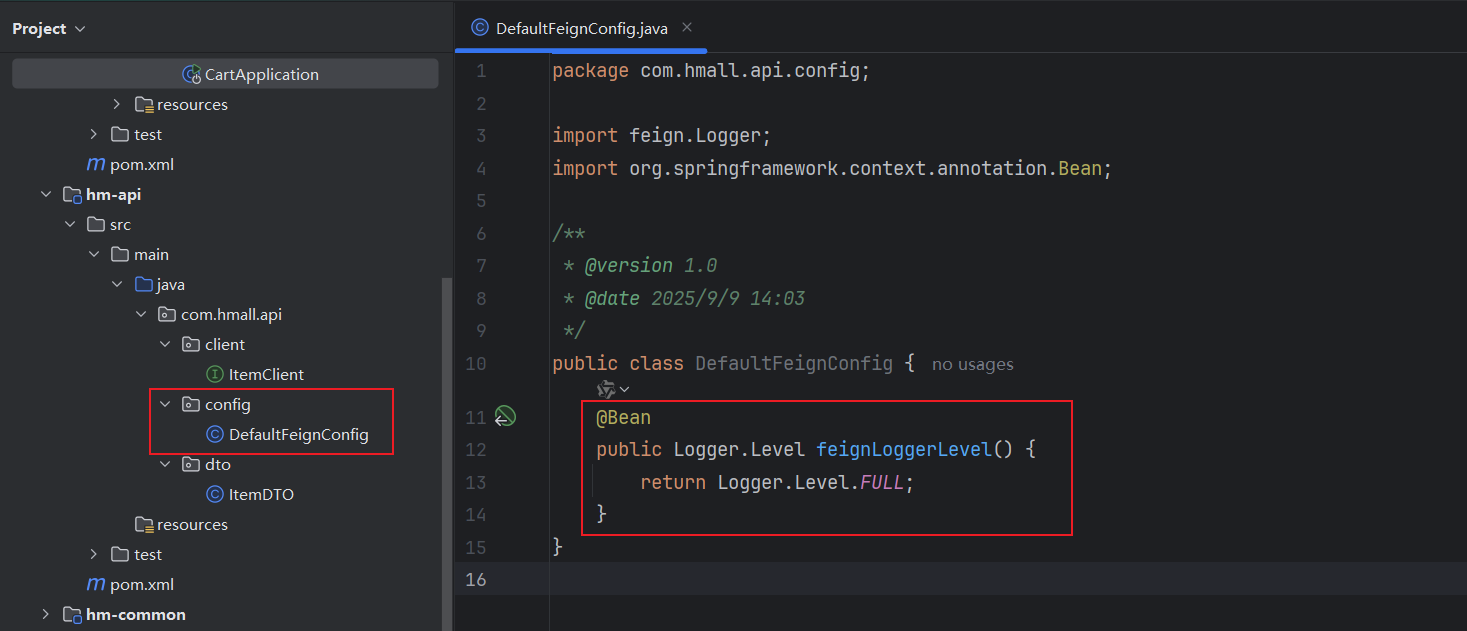 Project
CartApplication
resources
test
pom.xml
hm-api
src
main
java
com.hmall.api
client
ItemClient
config
DefaultFeignConfig
dto
ItemDTO
resources
test
pom.xml
hm-common
DefaultFeignConfig.java
1 package com.hmall.api.config;
2
3 import feign.Logger;
4 import org.springframework.context.annotation.Bean;
5
6 /**
7 * @version 1.0
8 * @date 2025/9/9 14:03
9 */
10 public class DefaultFeignConfig { no usages
11 @Bean
12 public Logger.Level feignLoggerLevel() {
13 return Logger.Level.FULL;
14 }
15 }
16